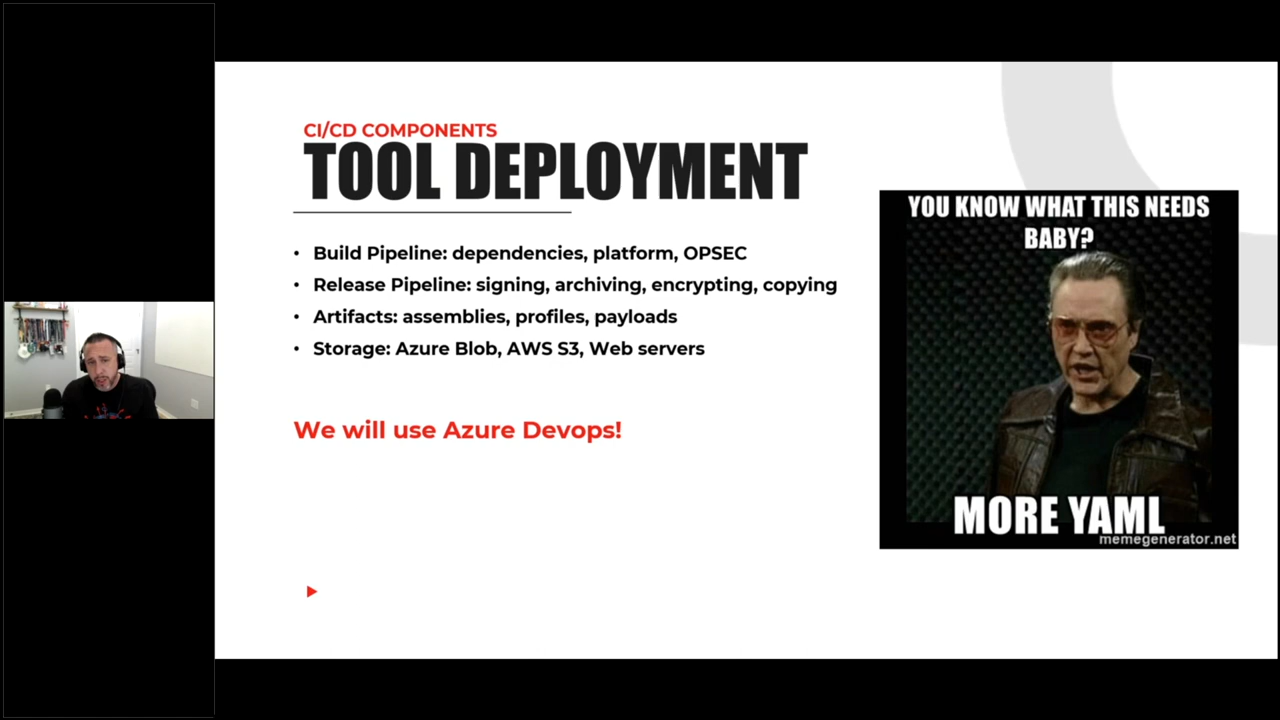 CI/CD COMPONENTS
TOOL DEPLOYMENT
• Build Pipeline: dependencies, platform, OPSEC
• Release Pipeline: signing, archiving, encrypting, copying
• Artifacts: assemblies, profiles, payloads
• Storage: Azure Blob, AWS S3, Web servers
We will use Azure Devops!
YOU KNOW WHAT THIS NEEDS
BABY?
MORE YAML
memegenerator.net